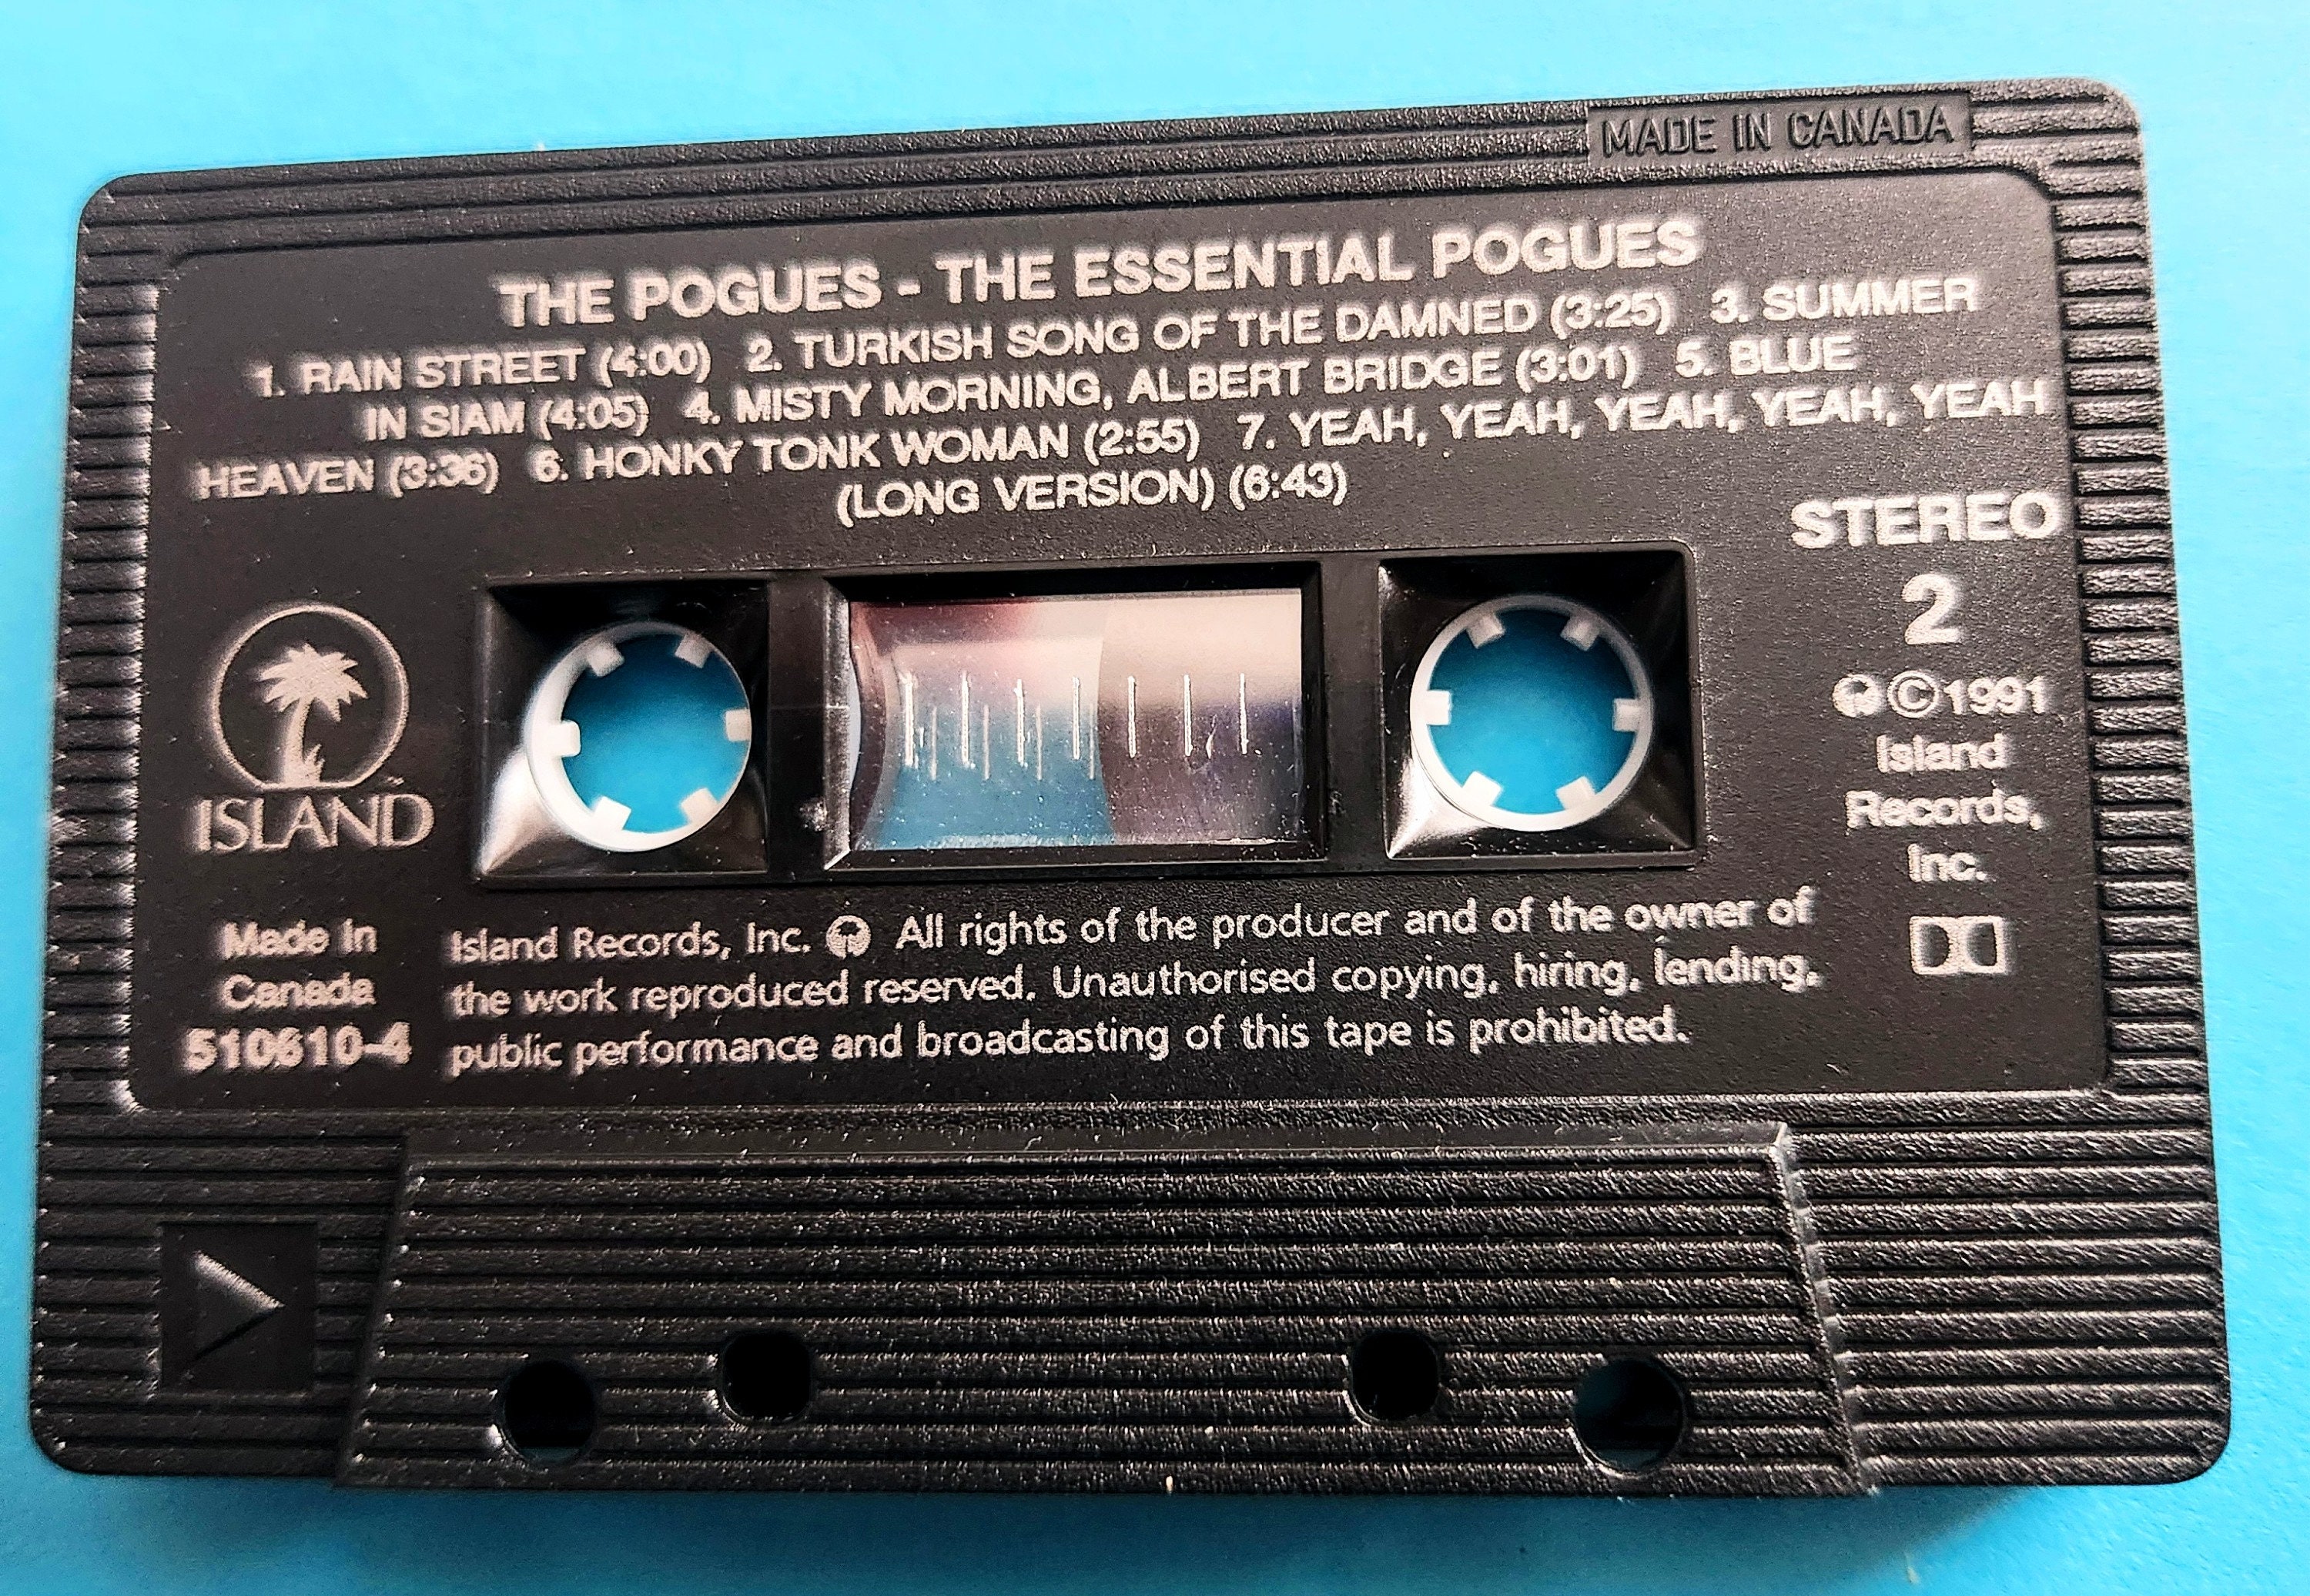 MADE IN CANADA
THE POGUES - THE ESSENTIAL POGUES
1. RAIN STREET (4:00) 2. TURKISH SONG OF THE DAMNED (3:25) 3. SUMMER
IN SIAM (4:05) 4. MISTY MORNING, ALBERT BRIDGE (3:01) 5. BLUE
HEAVEN (3:36) 6. HONKY TONK WOMAN (2:55) 7. YEAH, YEAH, YEAH, YEAH, YEAH
(LONG VERSION) (6:43)
STEREO
2
℗©1991
Island
Records,
Inc.
ISLAND
Made In
Canada
510610-4
Island Records, Inc. ℗ All rights of the producer and of the owner of
the work reproduced reserved. Unauthorised copying, hiring, lending,
public performance and broadcasting of this tape is prohibited.